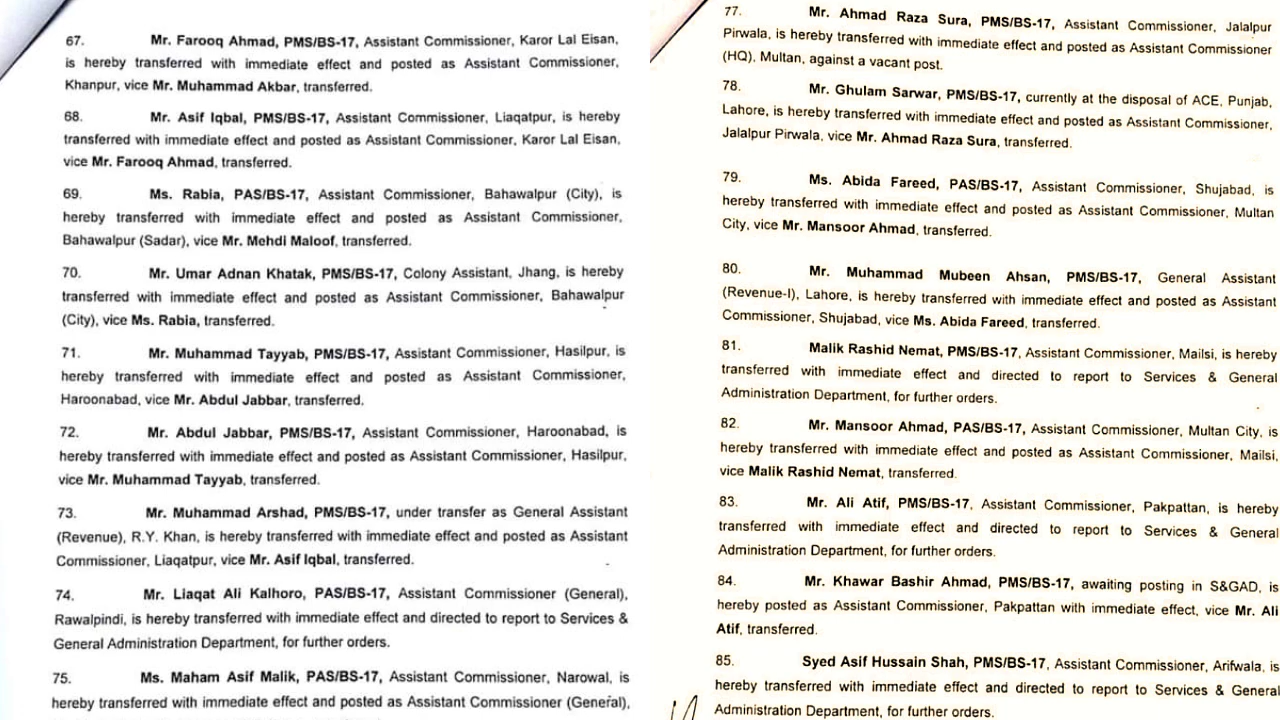 67. Mr. Farooq Ahmad, PMS/BS-17, Assistant Commissioner, Karor Lal Eisan,
is hereby transferred with immediate effect and posted as Assistant Commissioner,
Khanpur, vice Mr. Muhammad Akbar, transferred.
68. Mr. Asif Iqbal, PMS/BS-17, Assistant Commissioner, Liaqatpur, is hereby
transferred with immediate effect and posted as Assistant Commissioner, Karor Lal Eisan,
vice Mr. Farooq Ahmad, transferred.
69. Ms. Rabia, PAS/BS-17, Assistant Commissioner, Bahawalpur (City), is
hereby transferred with immediate effect and posted as Assistant Commissioner,
Bahawalpur (Sadar), vice Mr. Mehdi Maloof, transferred.
70. Mr. Umar Adnan Khatak, PMS/BS-17, Colony Assistant, Jhang, is hereby
transferred with immediate effect and posted as Assistant Commissioner, Bahawalpur
(City), vice Ms. Rabia, transferred.
71. Mr. Muhammad Tayyab, PMS/BS-17, Assistant Commissioner, Hasilpur, is
hereby transferred with immediate effect and posted as Assistant Commissioner,
Haroonabad, vice Mr. Abdul Jabbar, transferred.
72. Mr. Abdul Jabbar, PMS/BS-17, Assistant Commissioner, Haroonabad, is
hereby transferred with immediate effect and posted as Assistant Commissioner, Hasilpur,
vice Mr. Muhammad Tayyab, transferred.
73. Mr. Muhammad Arshad, PMS/BS-17, under transfer as General Assistant
(Revenue), R.Y. Khan, is hereby transferred with immediate effect and posted as Assistant
Commissioner, Liaqatpur, vice Mr. Asif Iqbal, transferred.
74. Mr. Liaqat Ali Kalhoro, PAS/BS-17, Assistant Commissioner (General),
Rawalpindi, is hereby transferred with immediate effect and directed to report to Services &
General Administration Department, for further orders.
75. Ms. Maham Asif Malik, PAS/BS-17, Assistant Commissioner, Narowal, is
hereby transferred with immediate effect and posted as Assistant Commissioner (General),
77. Mr. Ahmad Raza Sura, PMS/BS-17, Assistant Commissioner, Jalalpur
Pirwala, is hereby transferred with immediate effect and posted as Assistant Commissioner
(HQ), Multan, against a vacant post.
78. Mr. Ghulam Sarwar, PMS/BS-17, currently at the disposal of ACE, Punjab,
Lahore, is hereby transferred with immediate effect and posted as Assistant Commissioner,
Jalalpur Pirwala, vice Mr. Ahmad Raza Sura, transferred.
79. Ms. Abida Fareed, PAS/BS-17, Assistant Commissioner, Shujabad, is
hereby transferred with immediate effect and posted as Assistant Commissioner, Multan
City, vice Mr. Mansoor Ahmad, transferred.
80. Mr. Muhammad Mubeen Ahsan, PMS/BS-17, General Assistant
(Revenue-I), Lahore, is hereby transferred with immediate effect and posted as Assistant
Commissioner, Shujabad, vice Ms. Abida Fareed, transferred.
81. Malik Rashid Nemat, PMS/BS-17, Assistant Commissioner, Mailsi, is hereby
transferred with immediate effect and directed to report to Services & General
Administration Department, for further orders.
82. Mr. Mansoor Ahmad, PAS/BS-17, Assistant Commissioner, Multan City, is
hereby transferred with immediate effect and posted as Assistant Commissioner, Mailsi,
vice Malik Rashid Nemat, transferred.
83. Mr. Ali Atif, PMS/BS-17, Assistant Commissioner, Pakpattan, is hereby
transferred with immediate effect and directed to report to Services & General
Administration Department, for further orders.
84. Mr. Khawar Bashir Ahmad, PMS/BS-17, awaiting posting in S&GAD, is
hereby posted as Assistant Commissioner, Pakpattan with immediate effect, vice Mr. Ali
Atif, transferred.
85. Syed Asif Hussain Shah, PMS/BS-17, Assistant Commissioner, Arifwala, is
hereby transferred with immediate effect and directed to report to Services & General
Administration Department, for further orders.